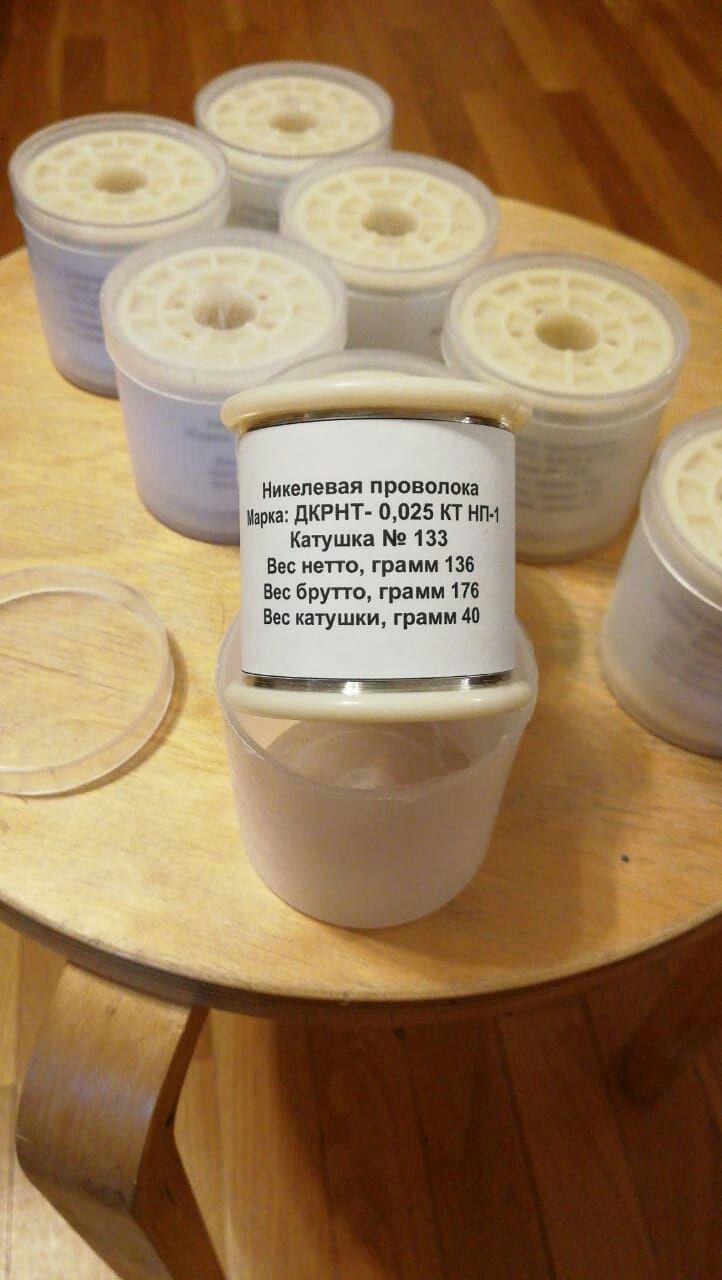 Никелевая проволока
Марка: ДКРНТ- 0,025 КТ НП-1
Катушка № 133
Вес нетто, грамм 136
Вес брутто, грамм 176
Вес катушки, грамм 40